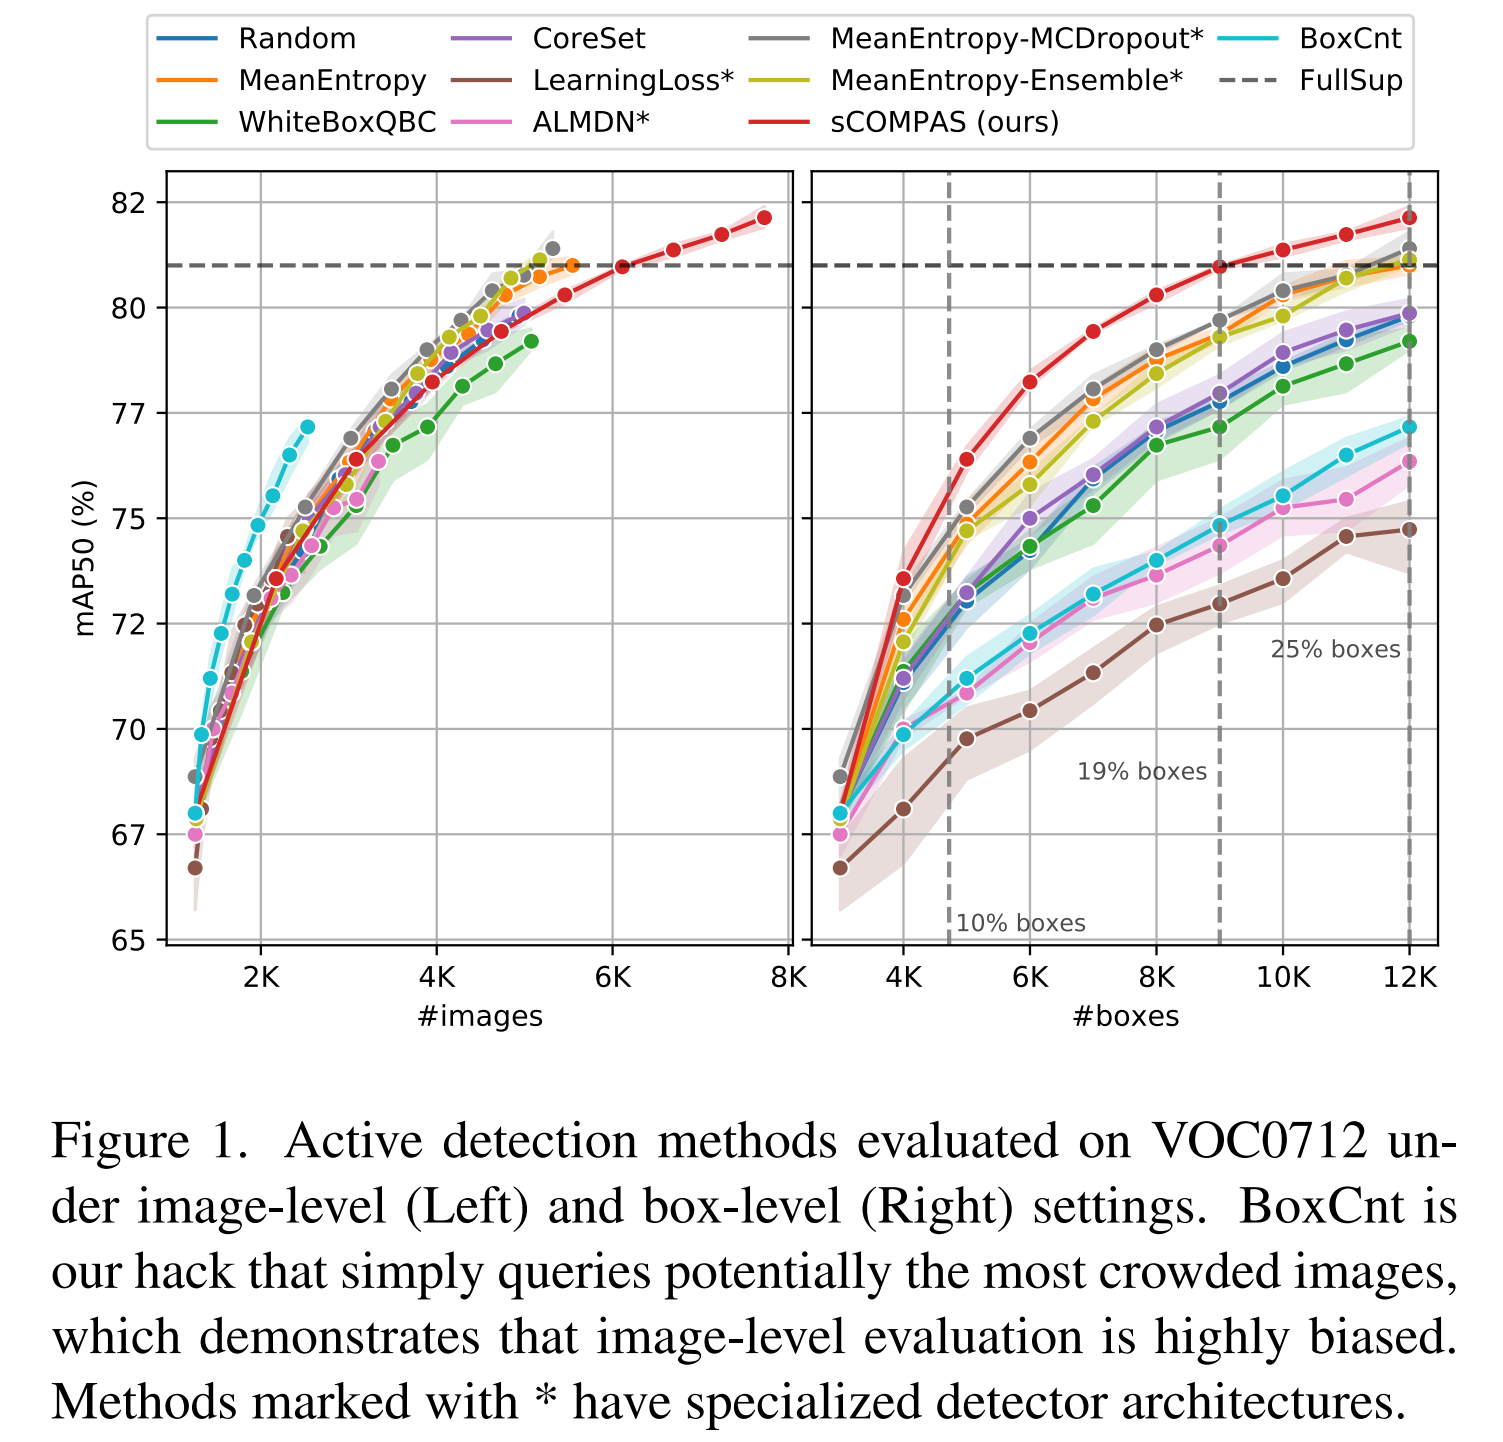 Random CoreSet MeanEntropy-MCDropout* BoxCnt
MeanEntropy LearningLoss* MeanEntropy-Ensemble* FullSup
WhiteBoxQBC ALMDN* sCOMPAS (ours)
82
80
77
75
72
70
67
65
mAP50 (%)
2K 4K 6K 8K
#images
25% boxes
19% boxes
10% boxes
4K 6K 8K 10K 12K
#boxes
Figure 1. Active detection methods evaluated on VOC0712 un-
der image-level (Left) and box-level (Right) settings. BoxCnt is
our hack that simply queries potentially the most crowded images,
which demonstrates that image-level evaluation is highly biased.
Methods marked with * have specialized detector architectures.